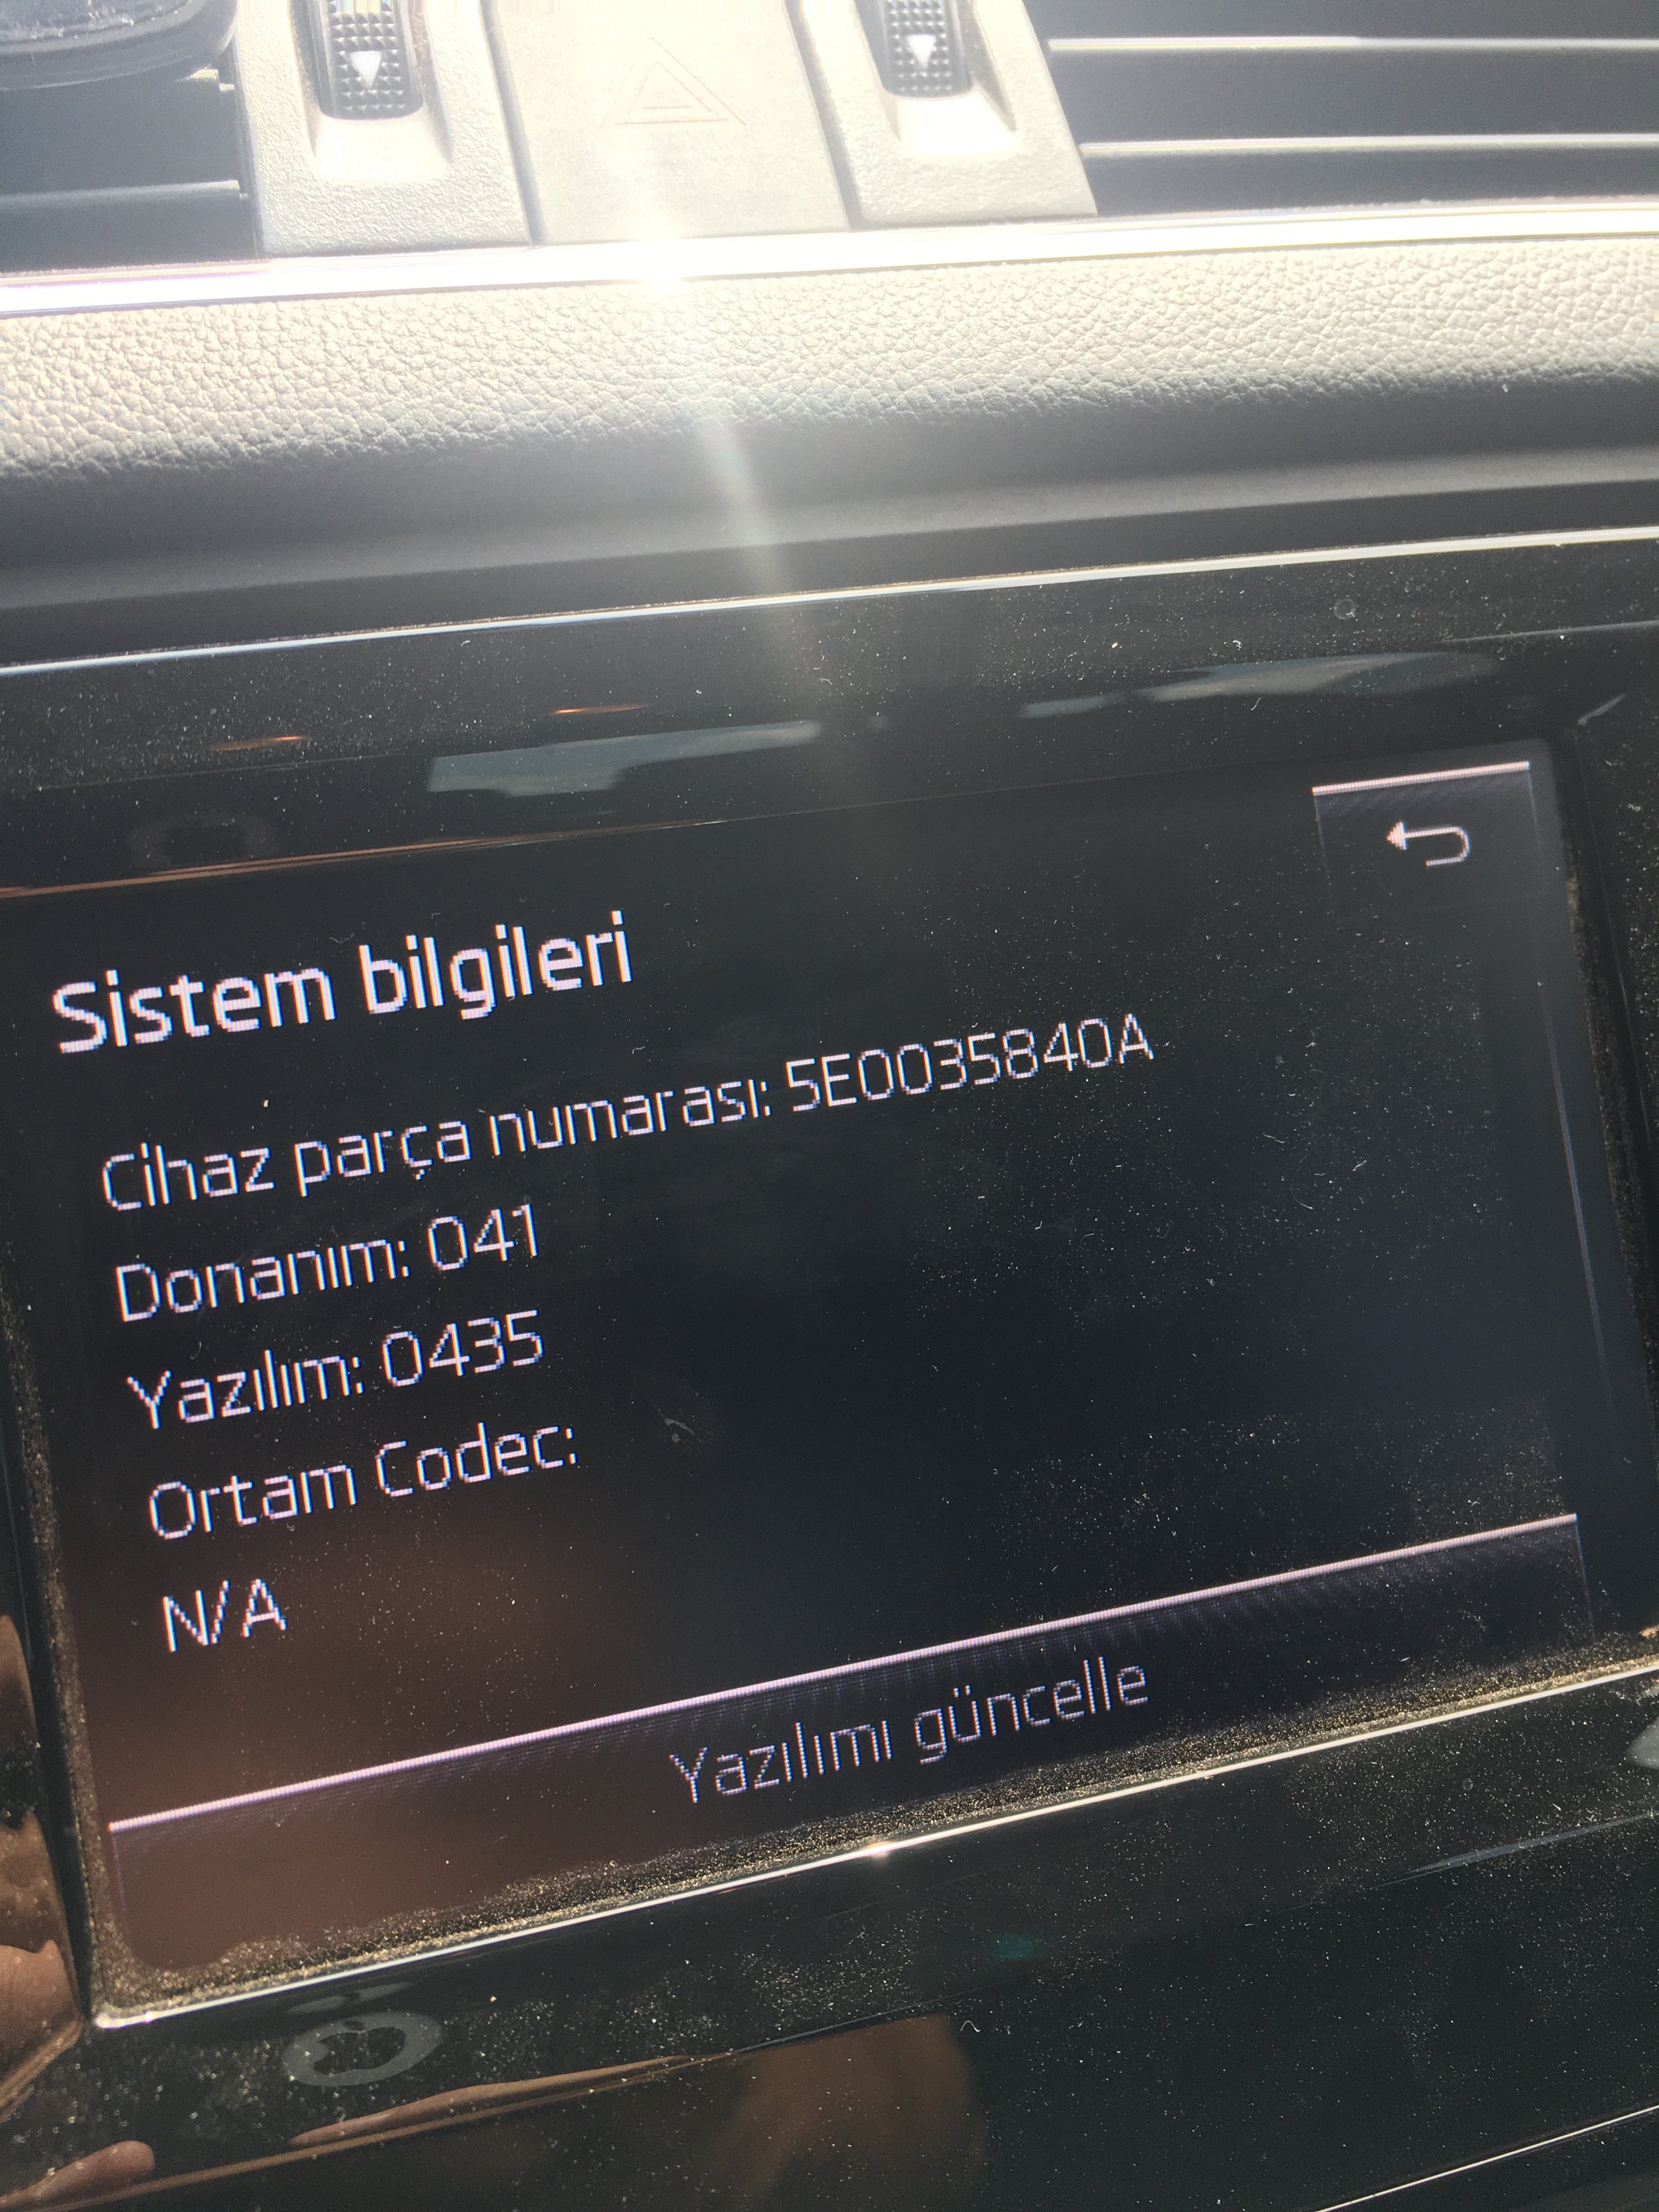 Sistem bilgileri
Cihaz parça numarası: 5E0035840A
Donanım: 041
Yazılım: 0435
Ortam Codec:
N/A
Yazılımı güncelle